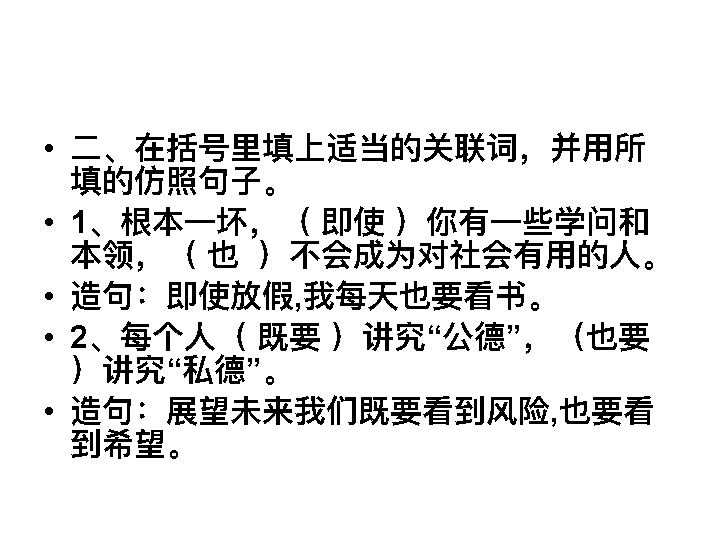 • 二、在括号里填上适当的关联词，并用所
填的仿照句子。
• 1、根本一坏，（ 即使 ）你有一些学问和
本领，（ 也 ）不会成为对社会有用的人。
• 造句：即使放假,我每天也要看书。
• 2、每个人（ 既要 ）讲究“公德”，（也要
）讲究“私德”。
• 造句：展望未来我们既要看到风险,也要看
到希望。